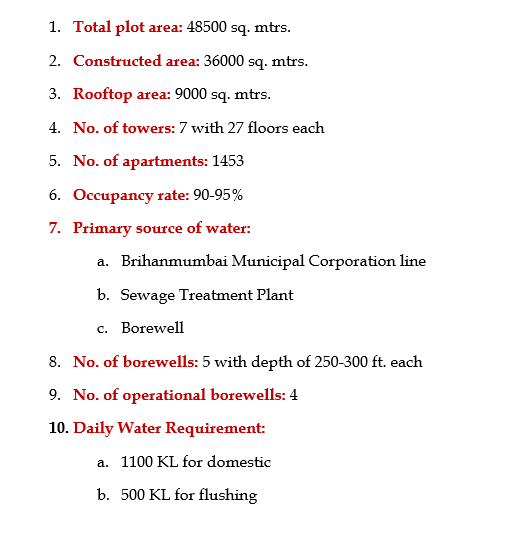 1. Total plot area: 48500 sq. mtrs.
2. Constructed area: 36000 sq. mtrs.
3. Rooftop area: 9000 sq. mtrs.
4. No. of towers: 7 with 27 floors each
5. No. of apartments: 1453
6. Occupancy rate: 90-95%
7. Primary source of water:
a. Brihanmumbai Municipal Corporation line
b. Sewage Treatment Plant
c. Borewell
8. No. of borewells: 5 with depth of 250-300 ft. each
9. No. of operational borewells: 4
10. Daily Water Requirement:
a. 1100 KL for domestic
b. 500 KL for flushing